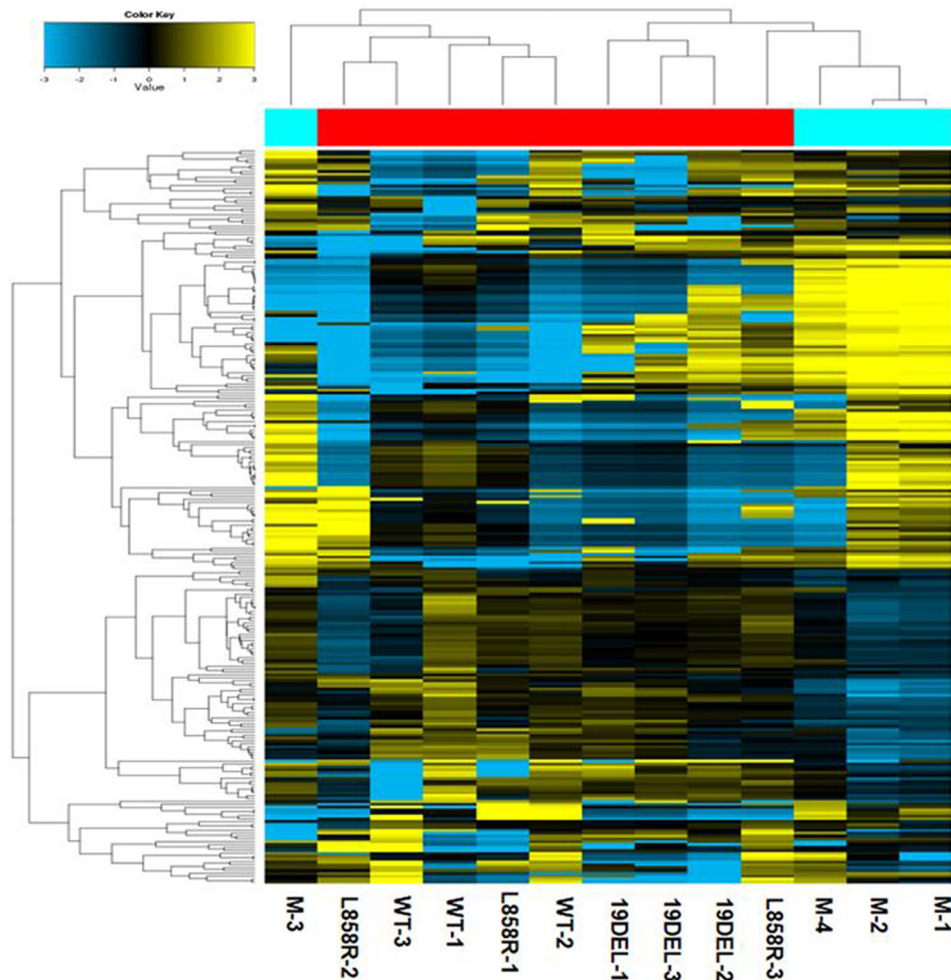 Color Key
-3 -1 0 1 2 3
Value
M-3 L858R-2 WT-3 WT-1 L858R-1 WT-2 19DEL-1 19DEL-3 19DEL-2 L858R-3 M-4 M-2 M-1